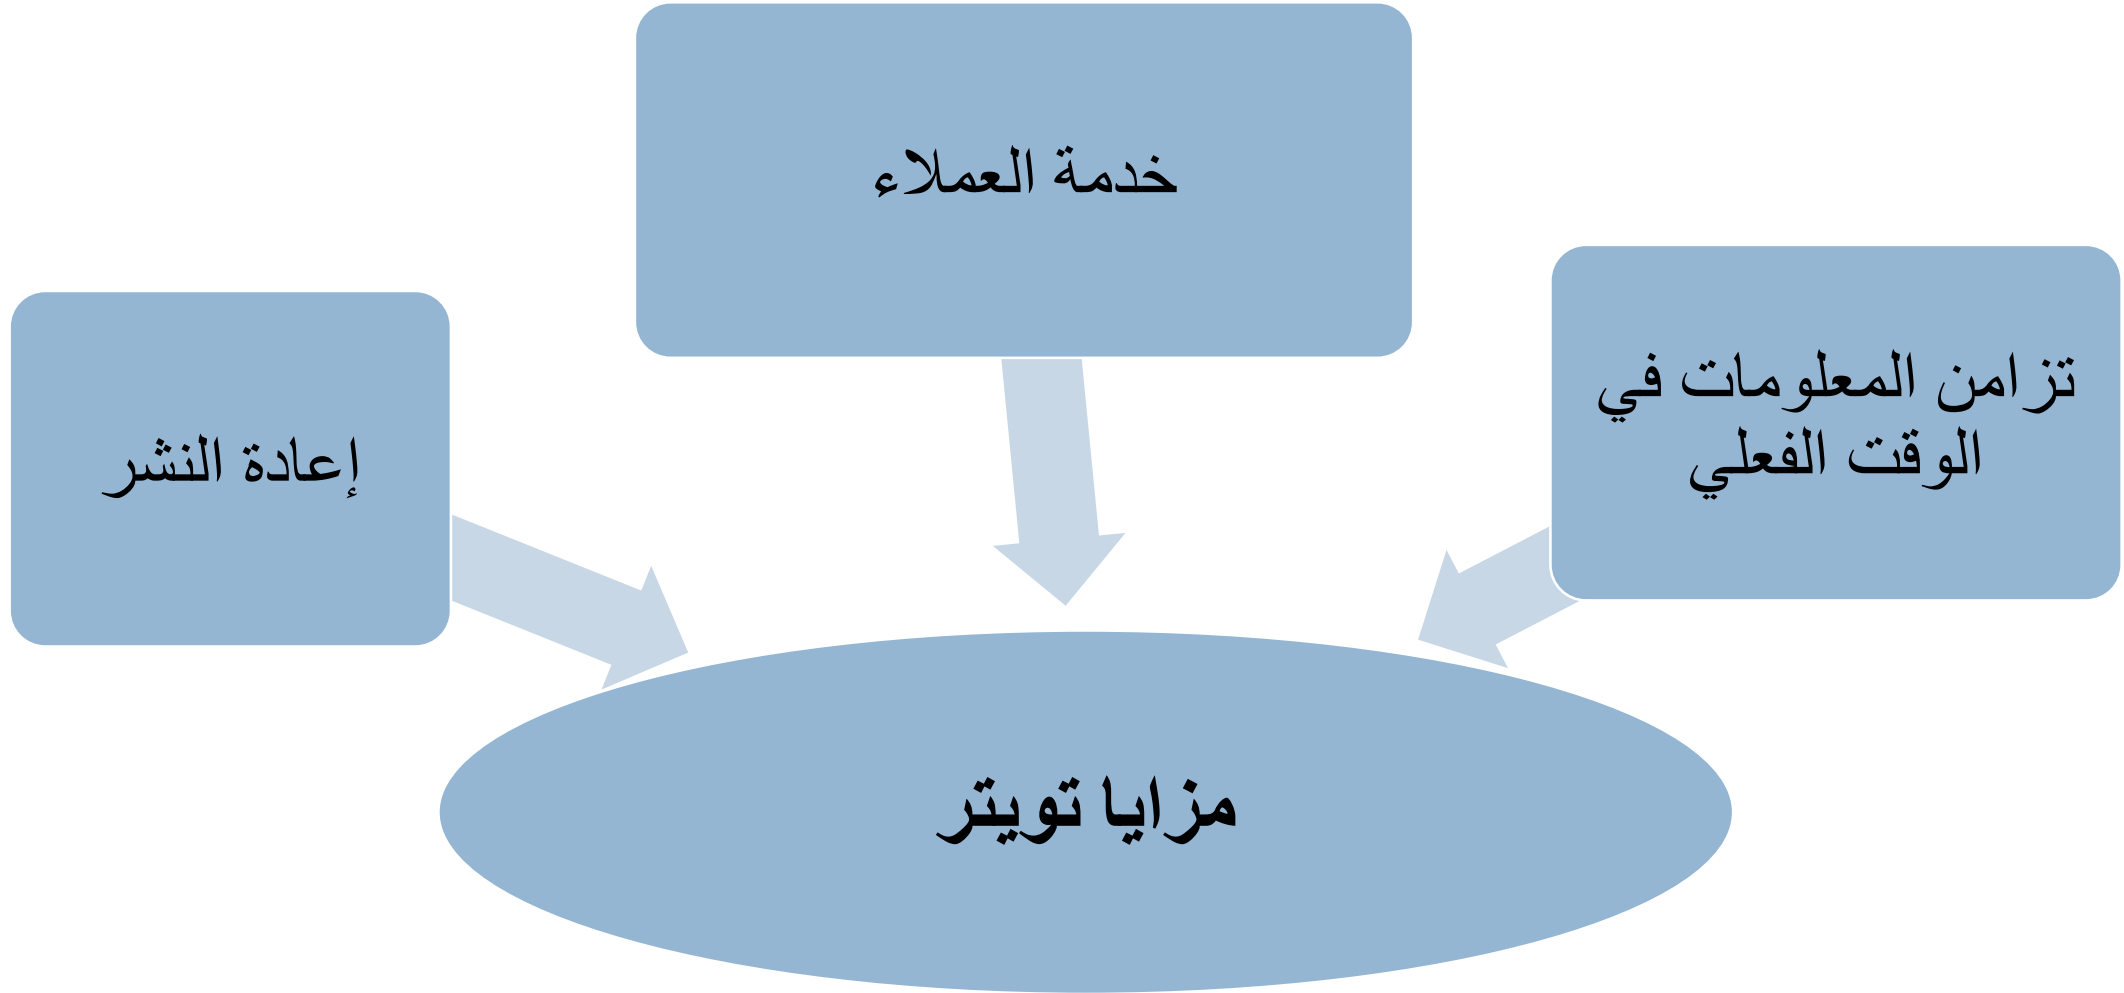 خدمة العملاء
تزامن المعلومات في
الوقت الفعلي
إعادة النشر
مزايا تويتر